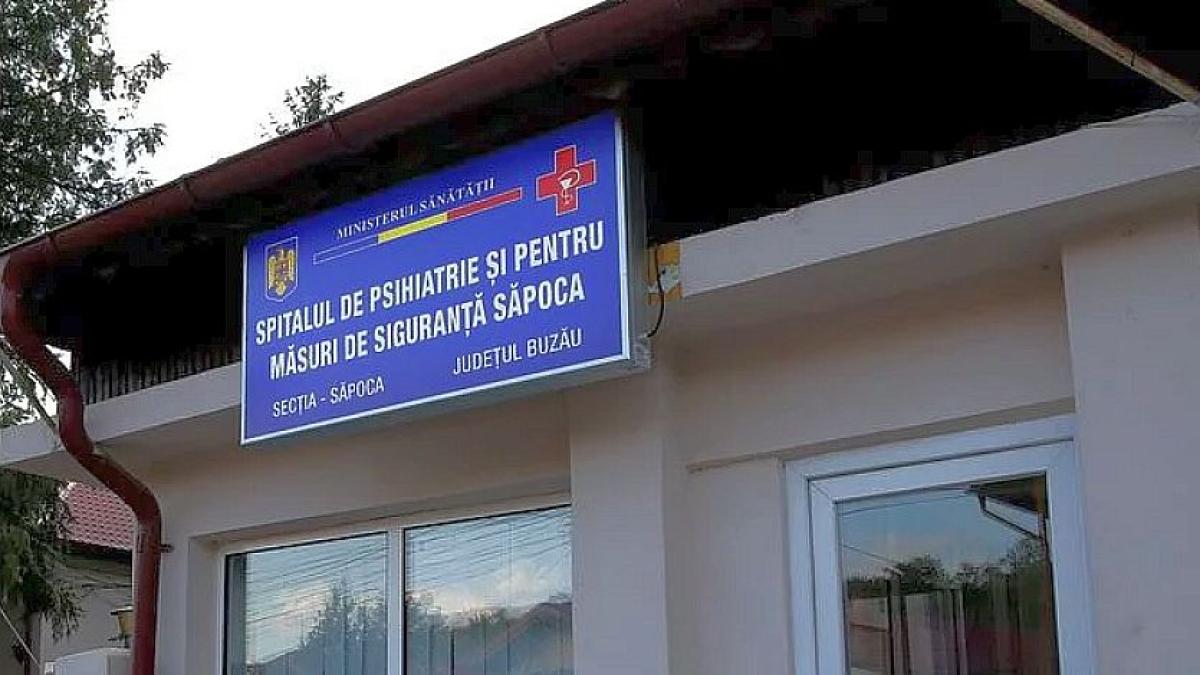 MINISTERUL SĂNĂTĂȚII
SPITALUL DE PSIHIATRIE ȘI PENTRU
MĂSURI DE SIGURANȚĂ SĂPOCA
SECȚIA - SĂPOCA
JUDEȚUL BUZĂU